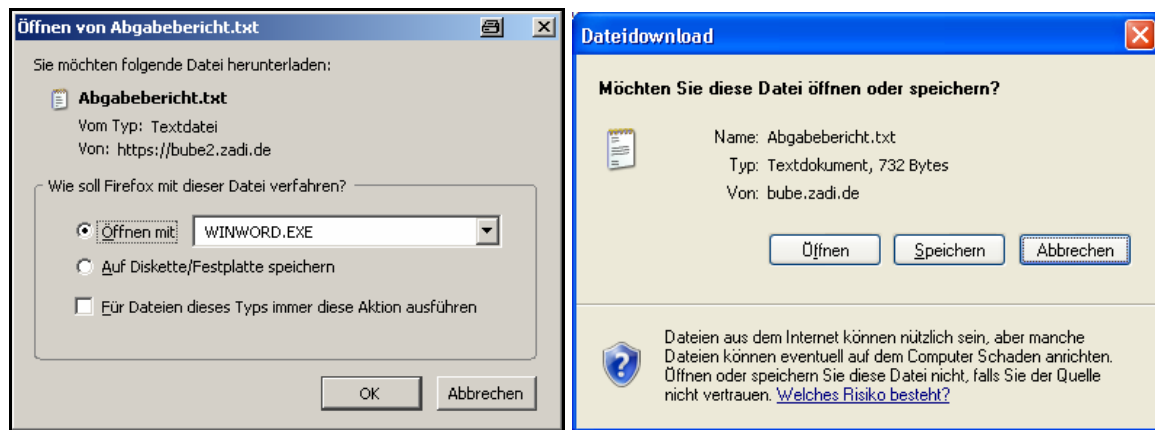 Öffnen von Abgabebericht.txt
Sie möchten folgende Datei herunterladen:
Abgabebericht.txt
Vom Typ: Textdatei
Von: https://bube2.zadi.de
Wie soll Firefox mit dieser Datei verfahren?
Öffnen mit WINWORD.EXE
Auf Diskette/Festplatte speichern
Für Dateien dieses Typs immer diese Aktion ausführen
OK Abbrechen
Dateidownload
Möchten Sie diese Datei öffnen oder speichern?
Name: Abgabebericht.txt
Typ: Textdokument, 732 Bytes
Von: bube.zadi.de
Öffnen Speichern Abbrechen
Dateien aus dem Internet können nützlich sein, aber manche
Dateien können eventuell auf dem Computer Schaden anrichten.
Öffnen oder speichern Sie diese Datei nicht, falls Sie der Quelle
nicht vertrauen. Welches Risiko besteht?